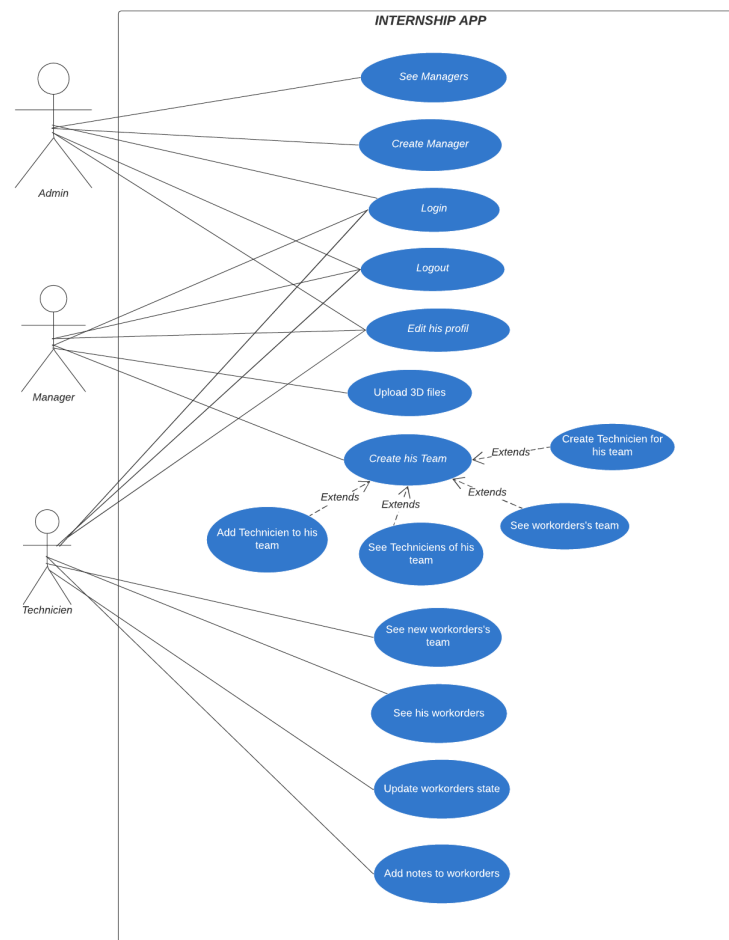 INTERNSHIP APP
See Managers
Create Manager
Admin
Login
Logout
Edit his profil
Manager
Upload 3D files
Create his Team
Extends
Create Technicien for
his team
Extends
Extends
Extends
Add Technicien to his
team
See Techniciens of his
team
See workorders's team
Technicien
See new workorders's
team
See his workorders
Update workorders state
Add notes to workorders